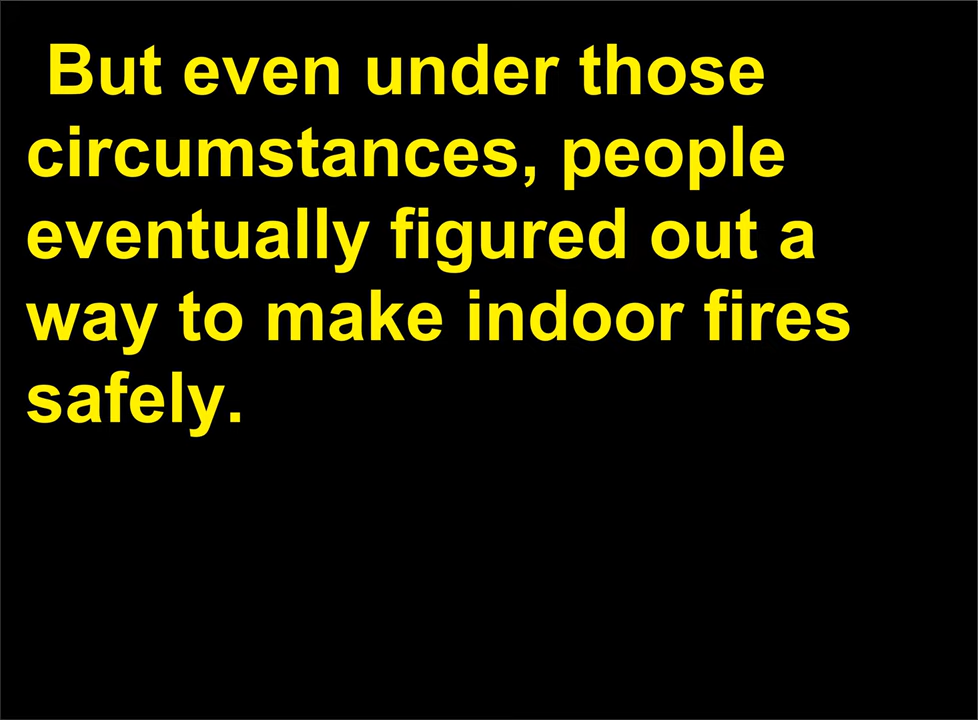 But even under those
circumstances, people
eventually figured out a
way to make indoor fires
safely.